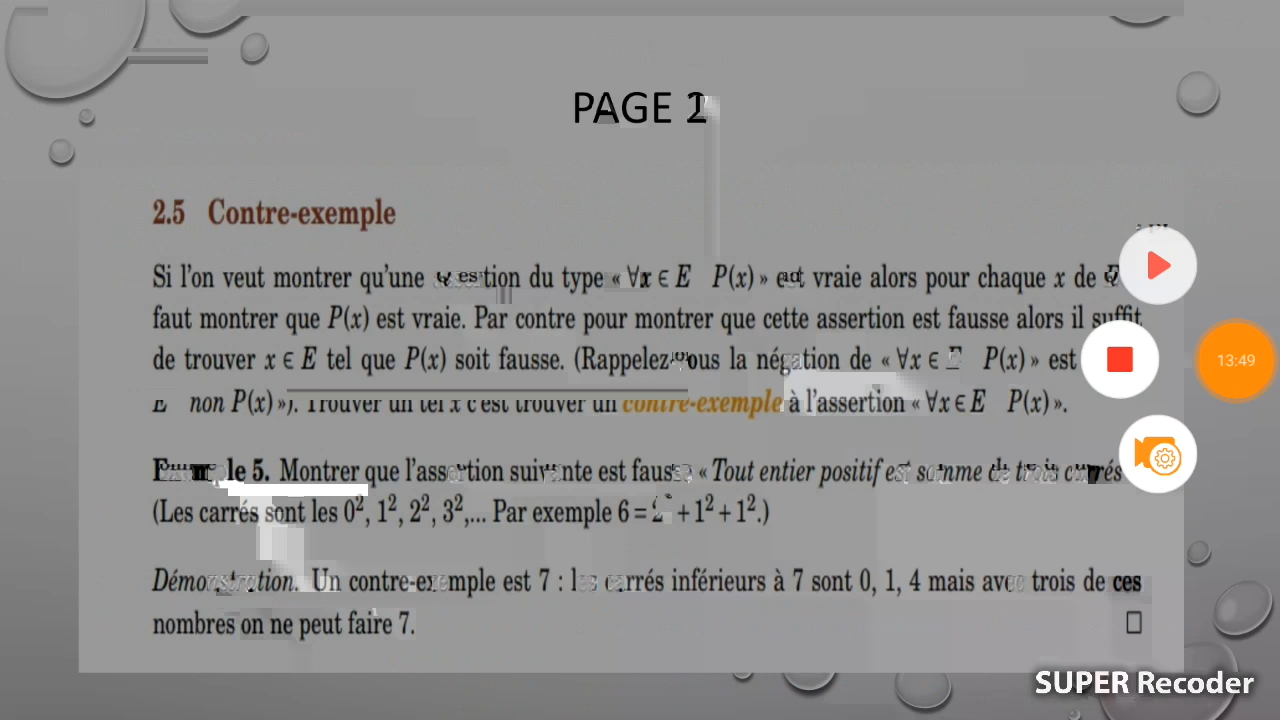 PAGE
2.5 Contre-exemple
Si l'on veut montrer qu'une du type « ∀x ∈ E P(x) » est vraie alors pour chaque x de
faut montrer que P(x) est vraie. Par contre pour montrer que cette assertion est fausse alors il suffit
de trouver x ∈ E tel que P(x) soit fausse. (Rappelez-vous la négation de « ∀x ∈ E P(x) » est
E non P(x) »). Trouver un tel x c'est trouver un contre-exemple à l'assertion « ∀x ∈ E P(x) ».
Exemple 5. Montrer que l'assertion suivante est fausse « Tout entier positif est somme de trois carrés
(Les carrés sont les 0², 1², 2², 3²,... Par exemple 6 = 2² + 1² + 1².)
Démonstration. Un contre-exemple est 7 : les carrés inférieurs à 7 sont 0, 1, 4 mais avec trois de ces
nombres on ne peut faire 7. □
13:49
SUPER Recoder